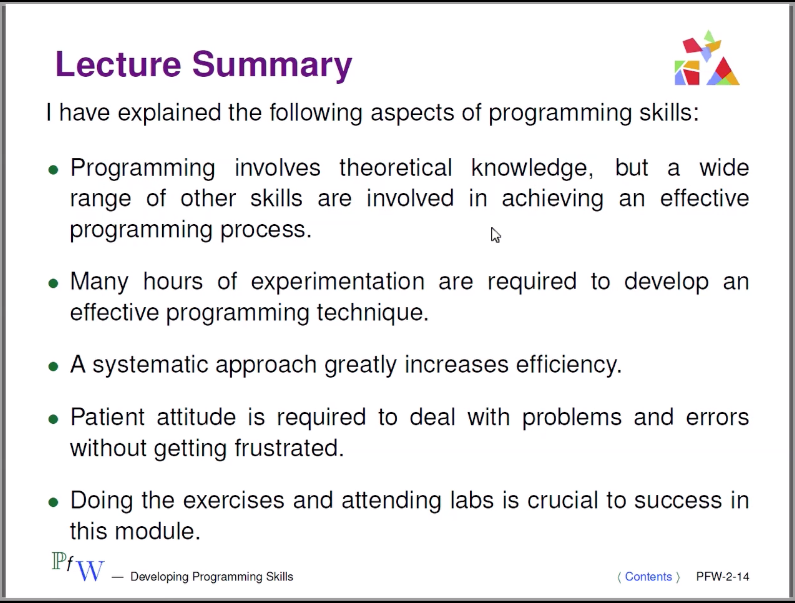 Lecture Summary
I have explained the following aspects of programming skills:
• Programming involves theoretical knowledge, but a wide
range of other skills are involved in achieving an effective
programming process.
• Many hours of experimentation are required to develop an
effective programming technique.
• A systematic approach greatly increases efficiency.
• Patient attitude is required to deal with problems and errors
without getting frustrated.
• Doing the exercises and attending labs is crucial to success in
this module.
ℙfW — Developing Programming Skills ⟨ Contents ⟩ PFW-2-14